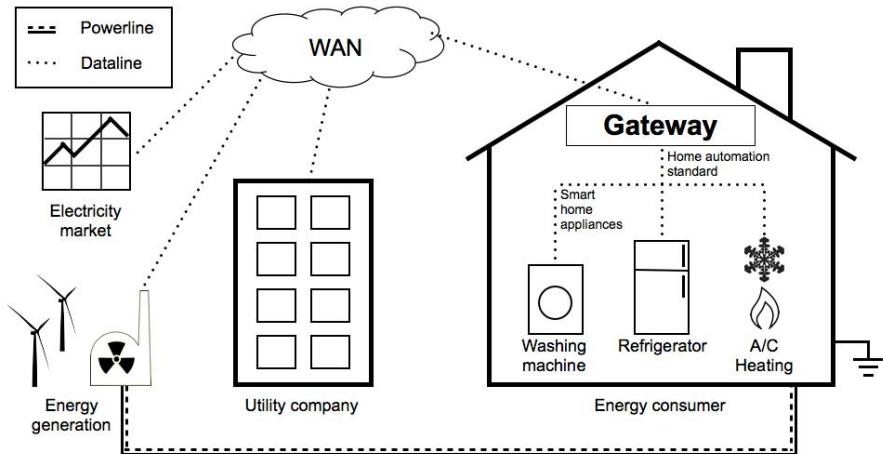 Powerline
Dataline
WAN
Gateway
Home automation
standard
Smart
home
appliances
Electricity
market
Washing
machine
Refrigerator
A/C
Heating
Energy
generation
Utility company
Energy consumer